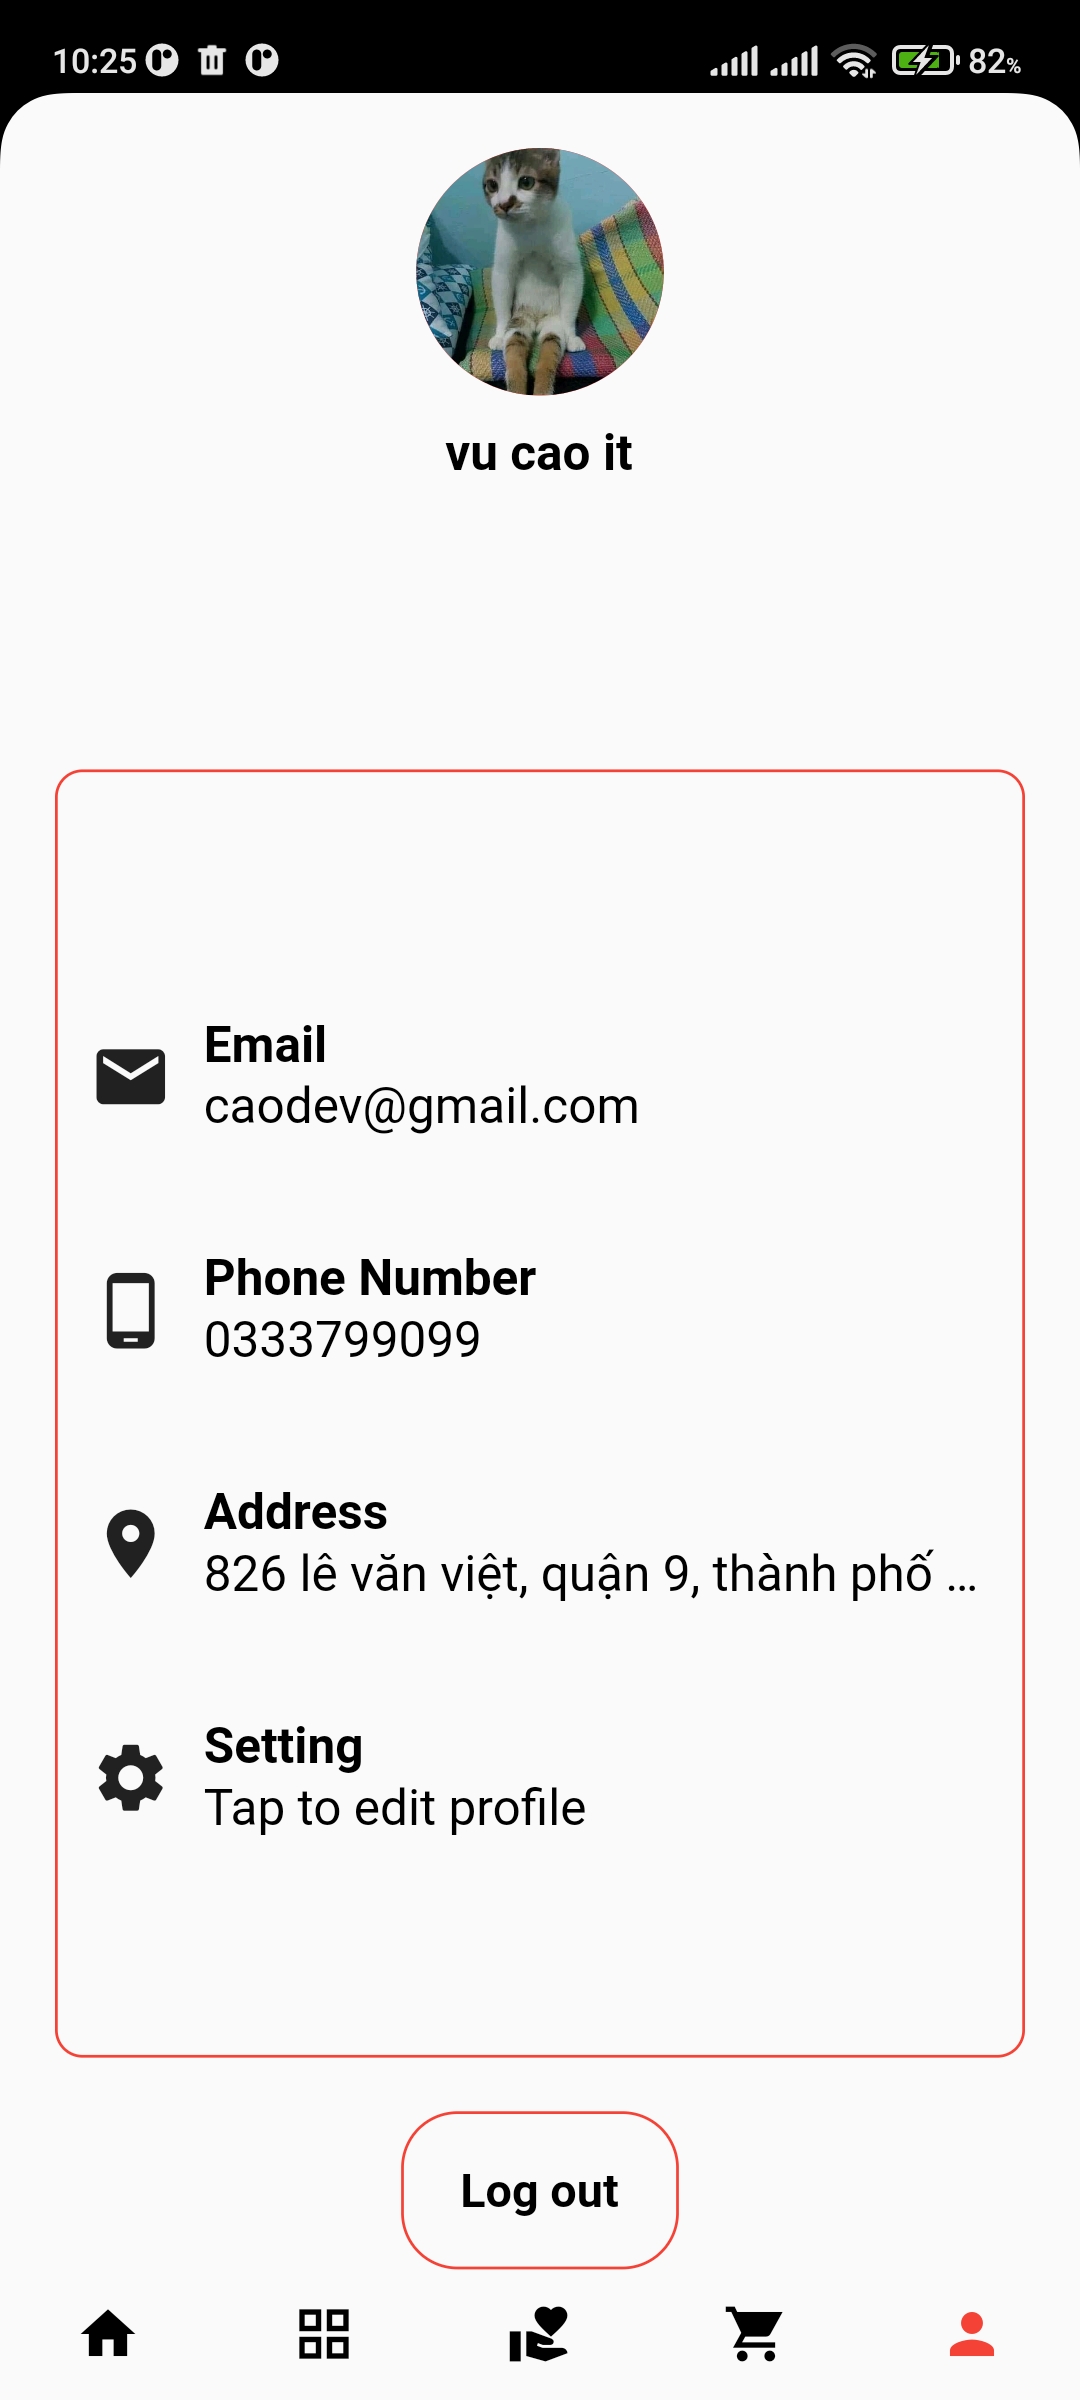 10:25
82%
vu cao it
Email
caodev@gmail.com
Phone Number
0333799099
Address
826 lê văn việt, quận 9, thành phố ...
Setting
Tap to edit profile
Log out